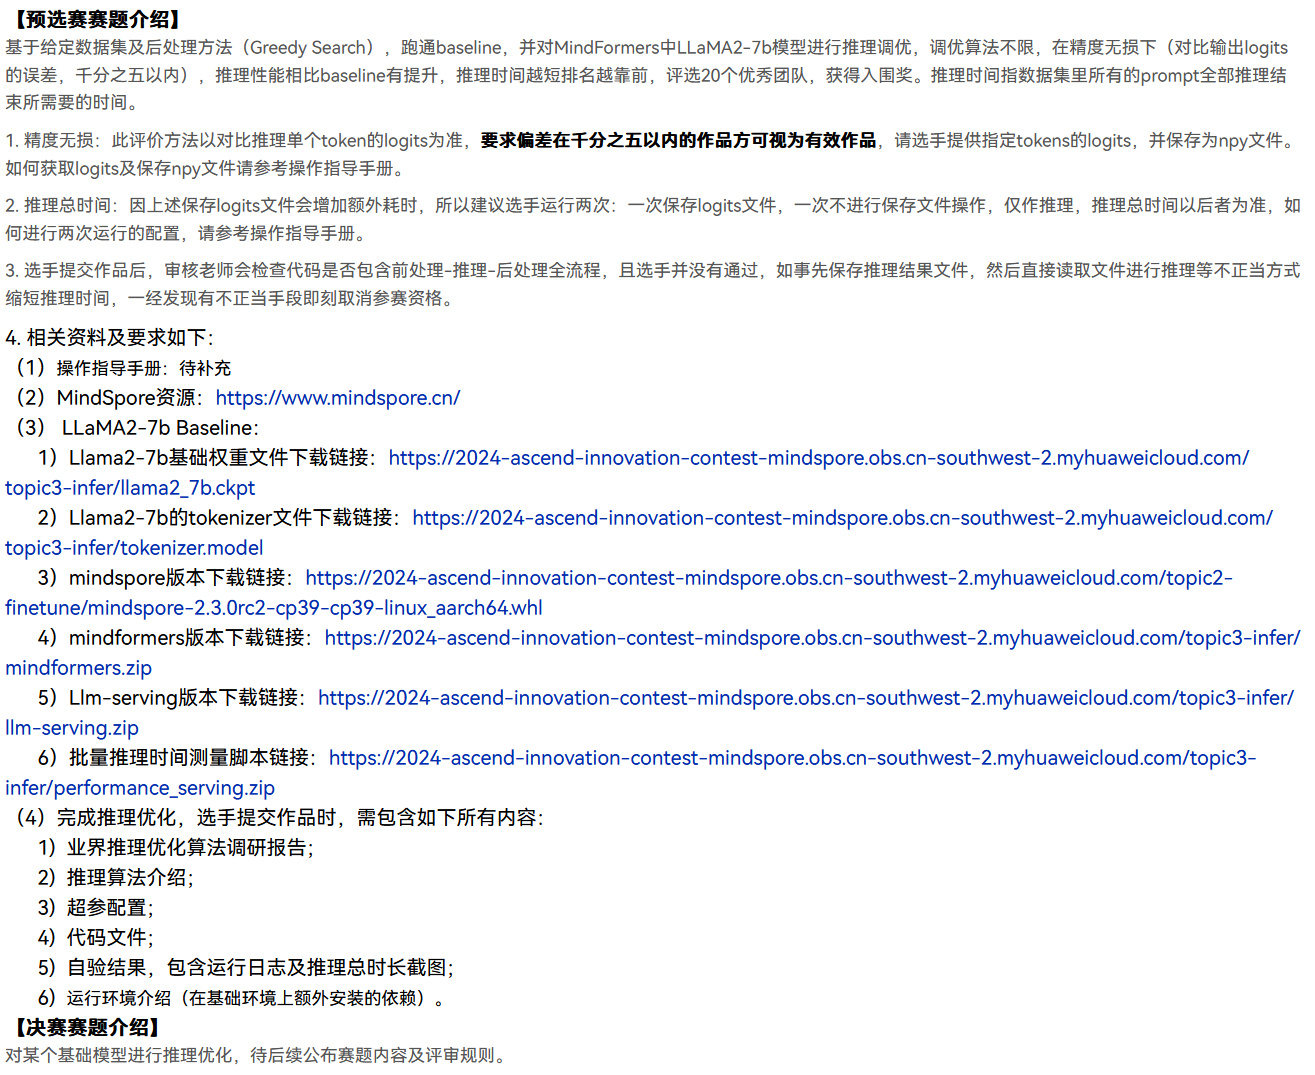 【预选赛赛题介绍】
基于给定数据集及后处理方法（Greedy Search），跑通baseline，并对MindFormers中LLaMA2-7b模型进行推理调优，调优算法不限，在精度无损下（对比输出logits
的误差，千分之五以内），推理性能相比baseline有提升，推理时间越短排名越靠前，评选20个优秀团队，获得入围奖。推理时间指数据集里所有的prompt全部推理结
束所需要的时间。
1. 精度无损：此评价方法以对比推理单个token的logits为准，要求偏差在千分之五以内的作品方可视为有效作品，请选手提供指定tokens的logits，并保存为npy文件。
如何获取logits及保存npy文件请参考操作指导手册。
2. 推理总时间：因上述保存logits文件会增加额外耗时，所以建议选手运行两次：一次保存logits文件，一次不进行保存文件操作，仅作推理，推理总时间以后者为准，如
何进行两次运行的配置，请参考操作指导手册。
3. 选手提交作品后，审核老师会检查代码是否包含前处理-推理-后处理全流程，且选手并没有通过，如事先保存推理结果文件，然后直接读取文件进行推理等不正当方式
缩短推理时间，一经发现有不正当手段即刻取消参赛资格。
4. 相关资料及要求如下：
（1）操作指导手册：待补充
（2）MindSpore资源：https://www.mindspore.cn/
（3） LLaMA2-7b Baseline：
1）Llama2-7b基础权重文件下载链接：https://2024-ascend-innovation-contest-mindspore.obs.cn-southwest-2.myhuaweicloud.com/
topic3-infer/llama2_7b.ckpt
2）Llama2-7b的tokenizer文件下载链接：https://2024-ascend-innovation-contest-mindspore.obs.cn-southwest-2.myhuaweicloud.com/
topic3-infer/tokenizer.model
3）mindspore版本下载链接：https://2024-ascend-innovation-contest-mindspore.obs.cn-southwest-2.myhuaweicloud.com/topic2-
finetune/mindspore-2.3.0rc2-cp39-cp39-linux_aarch64.whl
4）mindformers版本下载链接：https://2024-ascend-innovation-contest-mindspore.obs.cn-southwest-2.myhuaweicloud.com/topic3-infer/
mindformers.zip
5）Llm-serving版本下载链接：https://2024-ascend-innovation-contest-mindspore.obs.cn-southwest-2.myhuaweicloud.com/topic3-infer/
llm-serving.zip
6）批量推理时间测量脚本链接：https://2024-ascend-innovation-contest-mindspore.obs.cn-southwest-2.myhuaweicloud.com/topic3-
infer/performance_serving.zip
（4）完成推理优化，选手提交作品时，需包含如下所有内容：
1）业界推理优化算法调研报告；
2）推理算法介绍；
3）超参配置；
4）代码文件；
5）自验结果，包含运行日志及推理总时长截图；
6）运行环境介绍（在基础环境上额外安装的依赖）。
【决赛赛题介绍】
对某个基础模型进行推理优化，待后续公布赛题内容及评审规则。